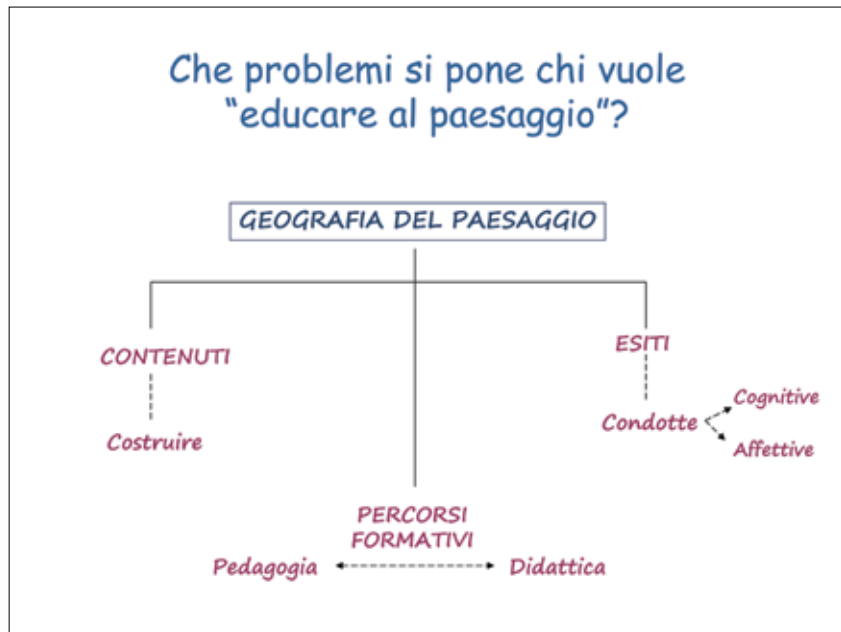 Che problemi si pone chi vuole
“educare al paesaggio”?
GEOGRAFIA DEL PAESAGGIO
CONTENUTI
Costruire
ESITI
Condotte
Cognitive
Affettive
PERCORSI
FORMATIVI
Pedagogia
Didattica